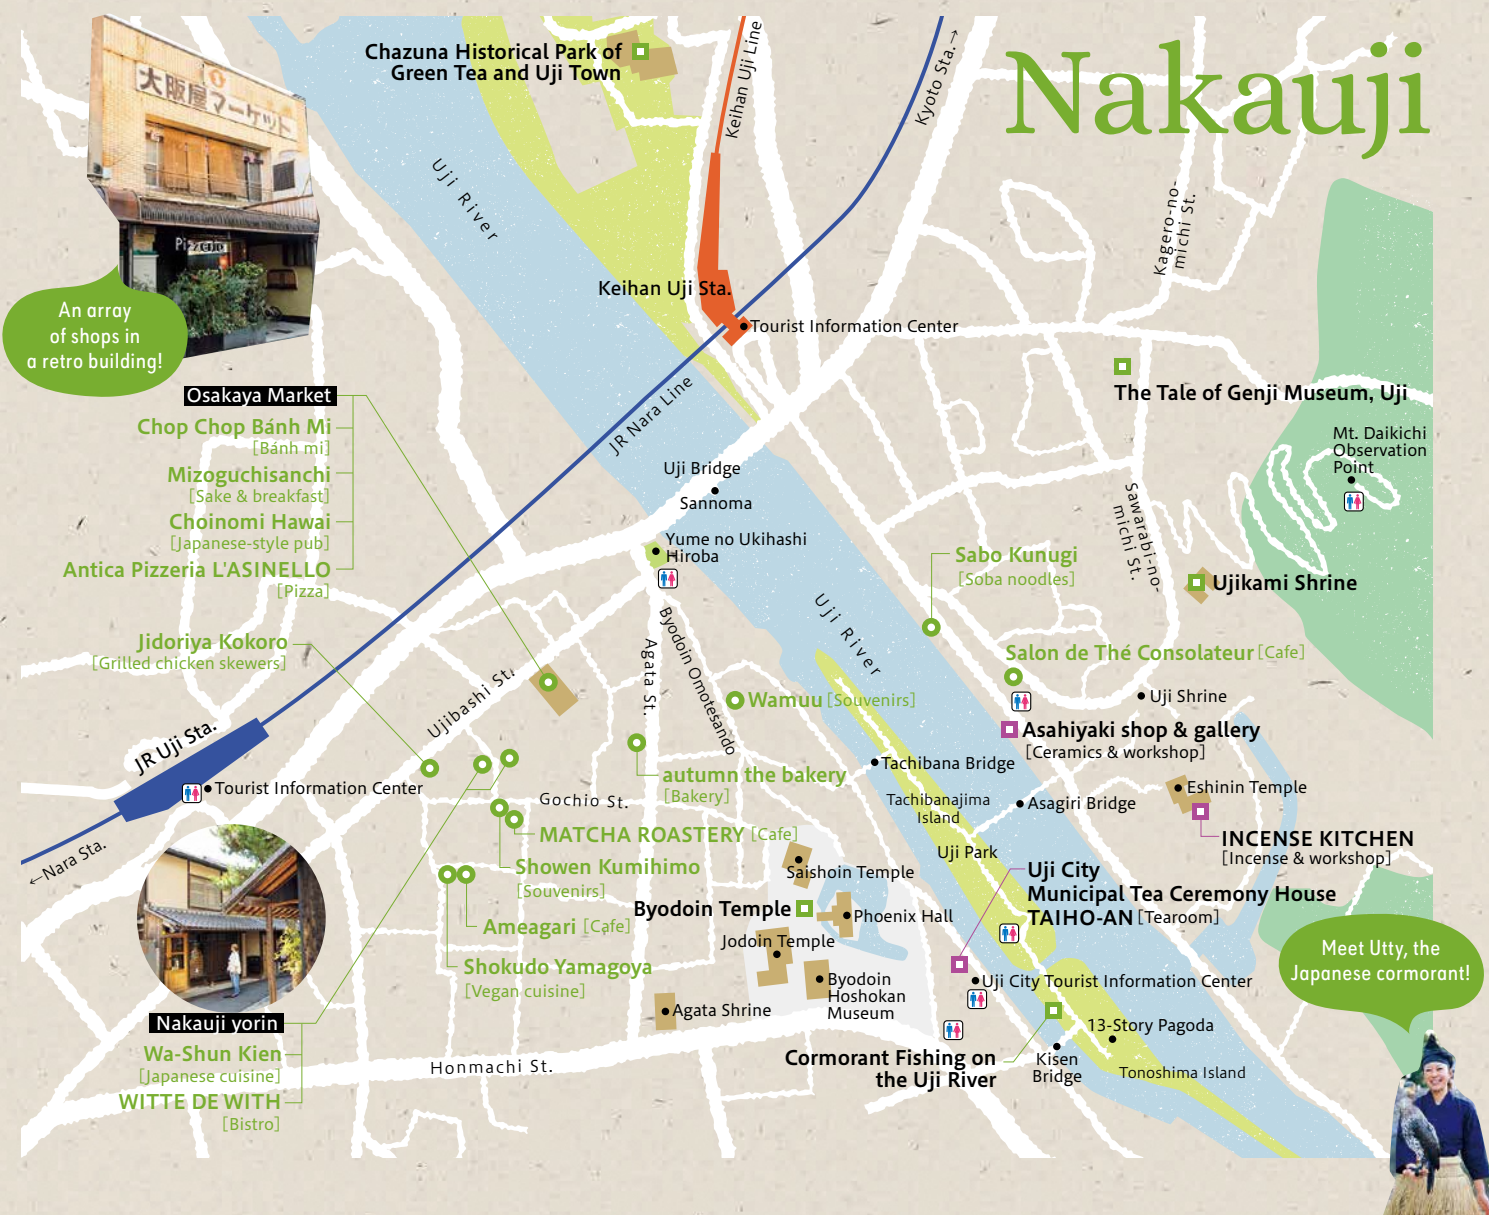 Nakauji
Chazuna Historical Park of
Green Tea and Uji Town
Keihan Uji Line
Kyoto Sta.→
大阪屋マーケット
Uji River
Kagero-no-
michi St.
An array
of shops in
a retro building!
Keihan Uji Sta.
Tourist Information Center
The Tale of Genji Museum, Uji
Osakaya Market
Chop Chop Bánh Mi
[Bánh mi]
Mizoguchisanchi
[Sake & breakfast]
Choinomi Hawai
[Japanese-style pub]
Antica Pizzeria L'ASINELLO
[Pizza]
JR Nara Line
Uji Bridge
Sannoma
Mt. Daikichi
Observation
Point
Sawarabi-no-
michi St.
Yume no Ukihashi
Hiroba
Sabo Kunugi
[Soba noodles]
Ujikami Shrine
Uji River
Jidoriya Kokoro
[Grilled chicken skewers]
Agata St.
Byodoin Omotesando
Ujibashi St.
Salon de Thé Consolateur [Cafe]
Uji Shrine
Wamuu [Souvenirs]
Asahiyaki shop & gallery
[Ceramics & workshop]
JR Uji Sta.
Tourist Information Center
Tachibana Bridge
autumn the bakery
[Bakery]
Gochio St.
Tachibanajima
Island
Asagiri Bridge
Eshinin Temple
INCENSE KITCHEN
[Incense & workshop]
MATCHA ROASTERY [Cafe]
←Nara Sta.
Uji Park
Showen Kumihimo
[Souvenirs]
Saishoin Temple
Uji City
Municipal Tea Ceremony House
TAIHO-AN [Tearoom]
Byodoin Temple
Phoenix Hall
Ameagari [Cafe]
Jodoin Temple
Shokudo Yamagoya
[Vegan cuisine]
Byodoin
Hoshokan
Museum
Uji City Tourist Information Center
Meet Utty, the
Japanese cormorant!
Agata Shrine
Nakauji yorin
Wa-Shun Kien
[Japanese cuisine]
WITTE DE WITH
[Bistro]
13-Story Pagoda
Honmachi St.
Cormorant Fishing on
the Uji River
Kisen
Bridge
Tonoshima Island